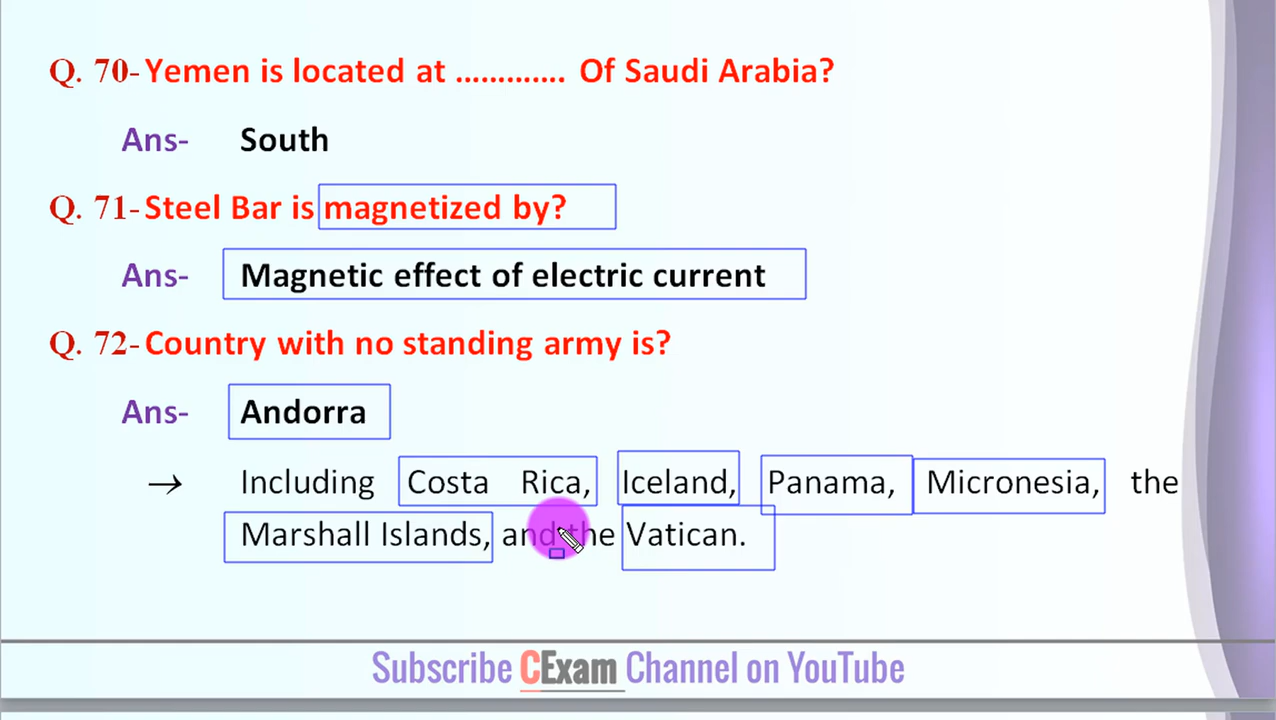 Q. 70- Yemen is located at ............. Of Saudi Arabia?
Ans- South
Q. 71- Steel Bar is magnetized by?
Ans- Magnetic effect of electric current
Q. 72- Country with no standing army is?
Ans- Andorra
→ Including Costa Rica, Iceland, Panama, Micronesia, the
Marshall Islands, and the Vatican.
Subscribe CExam Channel on YouTube